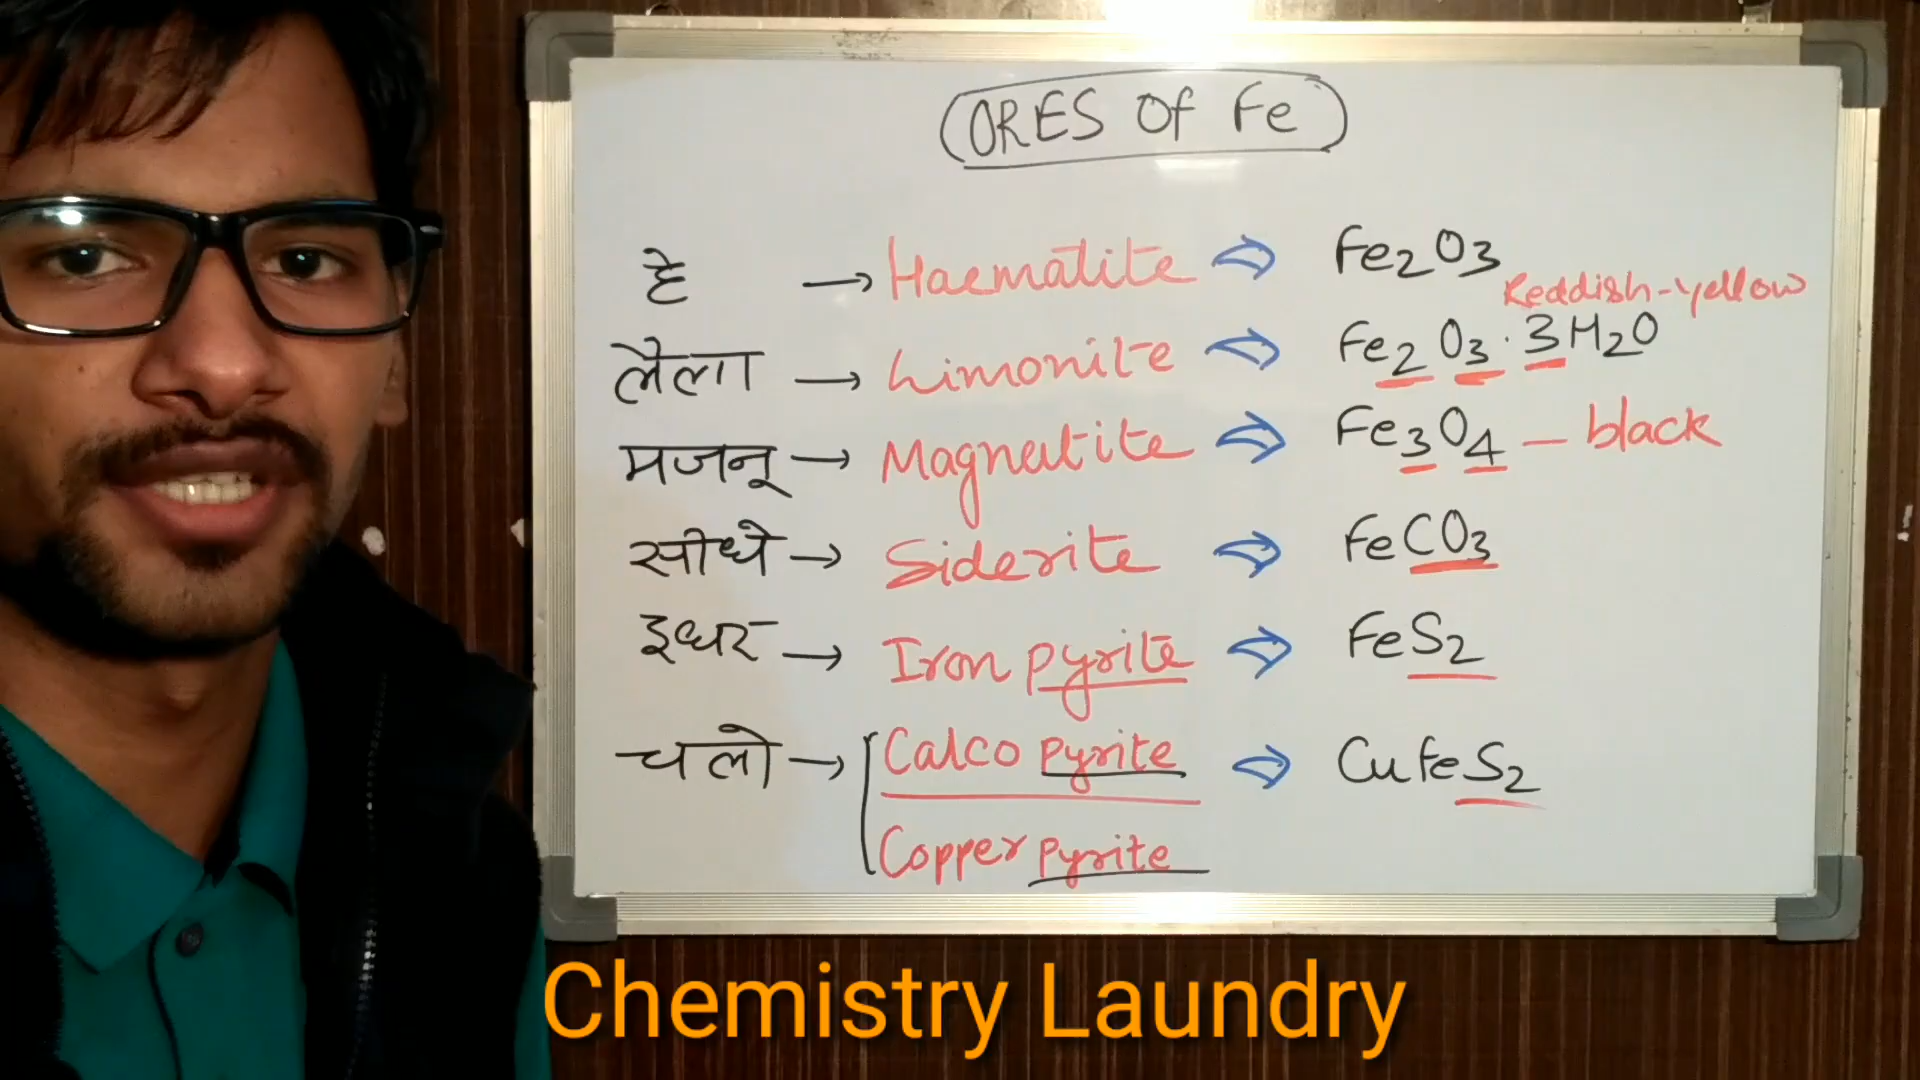 ORES Of Fe
हे → Haematite ⇨ Fe2O3
Reddish-yellow
लैला → Limonite ⇨ Fe2O3·3H2O
मजनू → Magnetite ⇨ Fe3O4 – black
सीधे → Siderite ⇨ FeCO3
इधर → Iron pyrite ⇨ FeS2
चलो → [Calco pyrite ⇨ CuFeS2
Copper pyrite
Chemistry Laundry